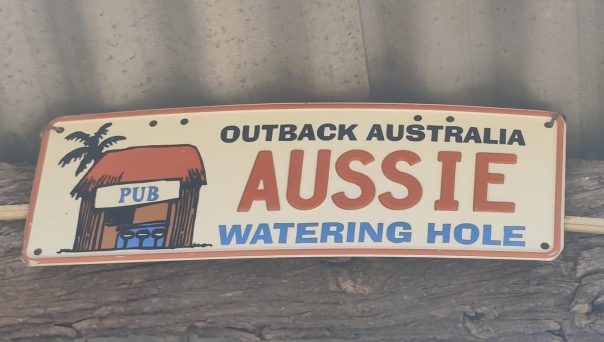 OUTBACK AUSTRALIA
AUSSIE
PUB
WATERING HOLE